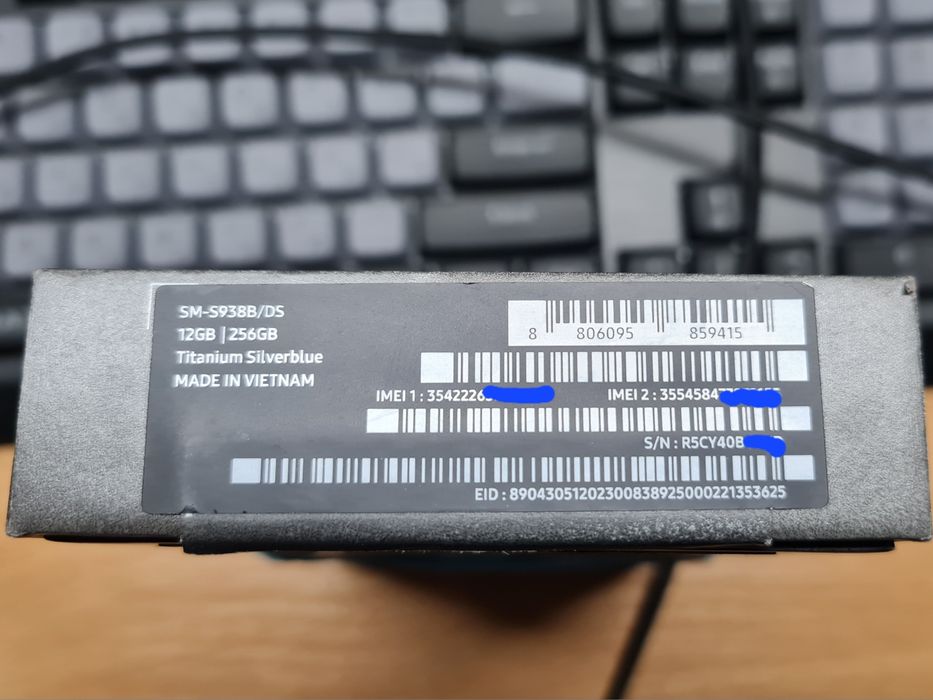 SM-S938B/DS
12GB | 256GB
Titanium Silverblue
MADE IN VIETNAM
8 806095 859415
IMEI 1 : 3542226
IMEI 2 : 3554584
S/N : R5CY40B
EID : 89043051202300838925000221353625